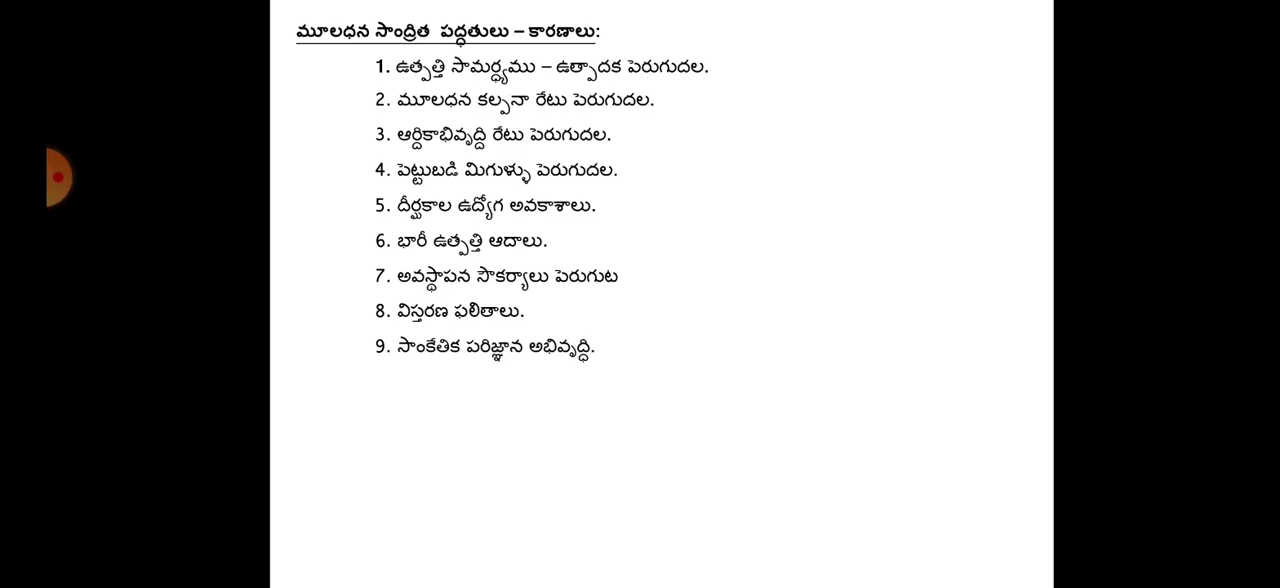 మూలధన సాంద్రిత పద్ధతులు – కారణాలు:
1. ఉత్పత్తి సామర్ధ్యము – ఉత్పాదక పెరుగుదల.
2. మూలధన కల్పనా రేటు పెరుగుదల.
3. ఆర్దికాభివృద్ది రేటు పెరుగుదల.
4. పెట్టుబడి మిగుళ్ళు పెరుగుదల.
5. దీర్ఘకాల ఉద్యోగ అవకాశాలు.
6. భారీ ఉత్పత్తి ఆదాలు.
7. అవస్థాపన సౌకర్యాలు పెరుగుట
8. విస్తరణ ఫలితాలు.
9. సాంకేతిక పరిజ్ఞాన అభివృద్ధి.